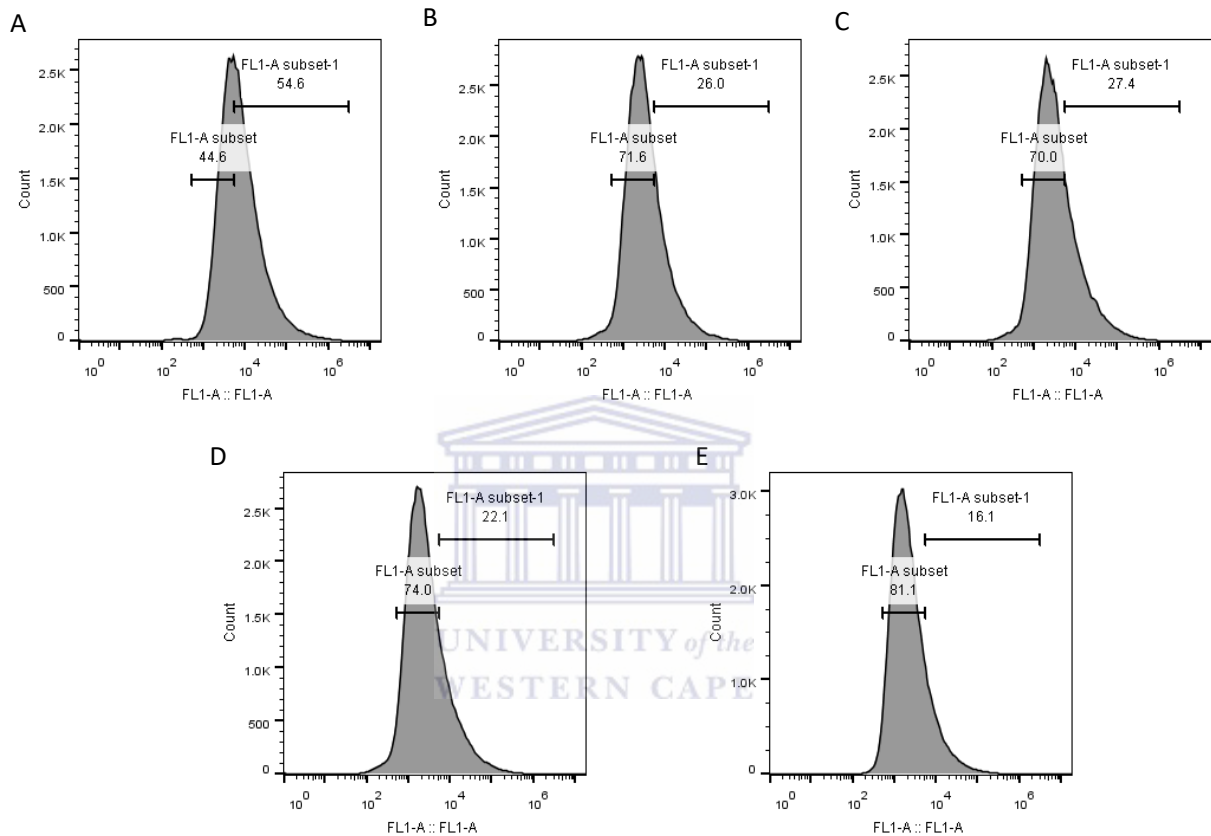 A
FL1-A subset-1
54.6
FL1-A subset
44.6
2.5K
2.0K
1.5K
1.0K
500
0
Count
10^0 10^2 10^4 10^6
FL1-A :: FL1-A
B
FL1-A subset-1
26.0
FL1-A subset
71.6
2.5K
2.0K
1.5K
1.0K
500
0
Count
10^0 10^2 10^4 10^6
FL1-A :: FL1-A
C
FL1-A subset-1
27.4
FL1-A subset
70.0
2.5K
2.0K
1.5K
1.0K
500
0
Count
10^0 10^2 10^4 10^6
FL1-A :: FL1-A
D
FL1-A subset-1
22.1
FL1-A subset
74.0
2.5K
2.0K
1.5K
1.0K
500
0
Count
10^0 10^2 10^4 10^6
FL1-A :: FL1-A
E
FL1-A subset-1
16.1
FL1-A subset
81.1
3.0K
2.0K
1.0K
0
Count
10^0 10^2 10^4 10^6
FL1-A :: FL1-A
UNIVERSITY of the
WESTERN CAPE